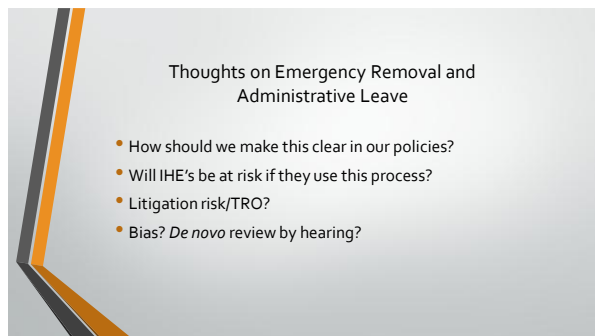 Thoughts on Emergency Removal and
Administrative Leave
• How should we make this clear in our policies?
• Will IHE's be at risk if they use this process?
• Litigation risk/TRO?
• Bias? De novo review by hearing?